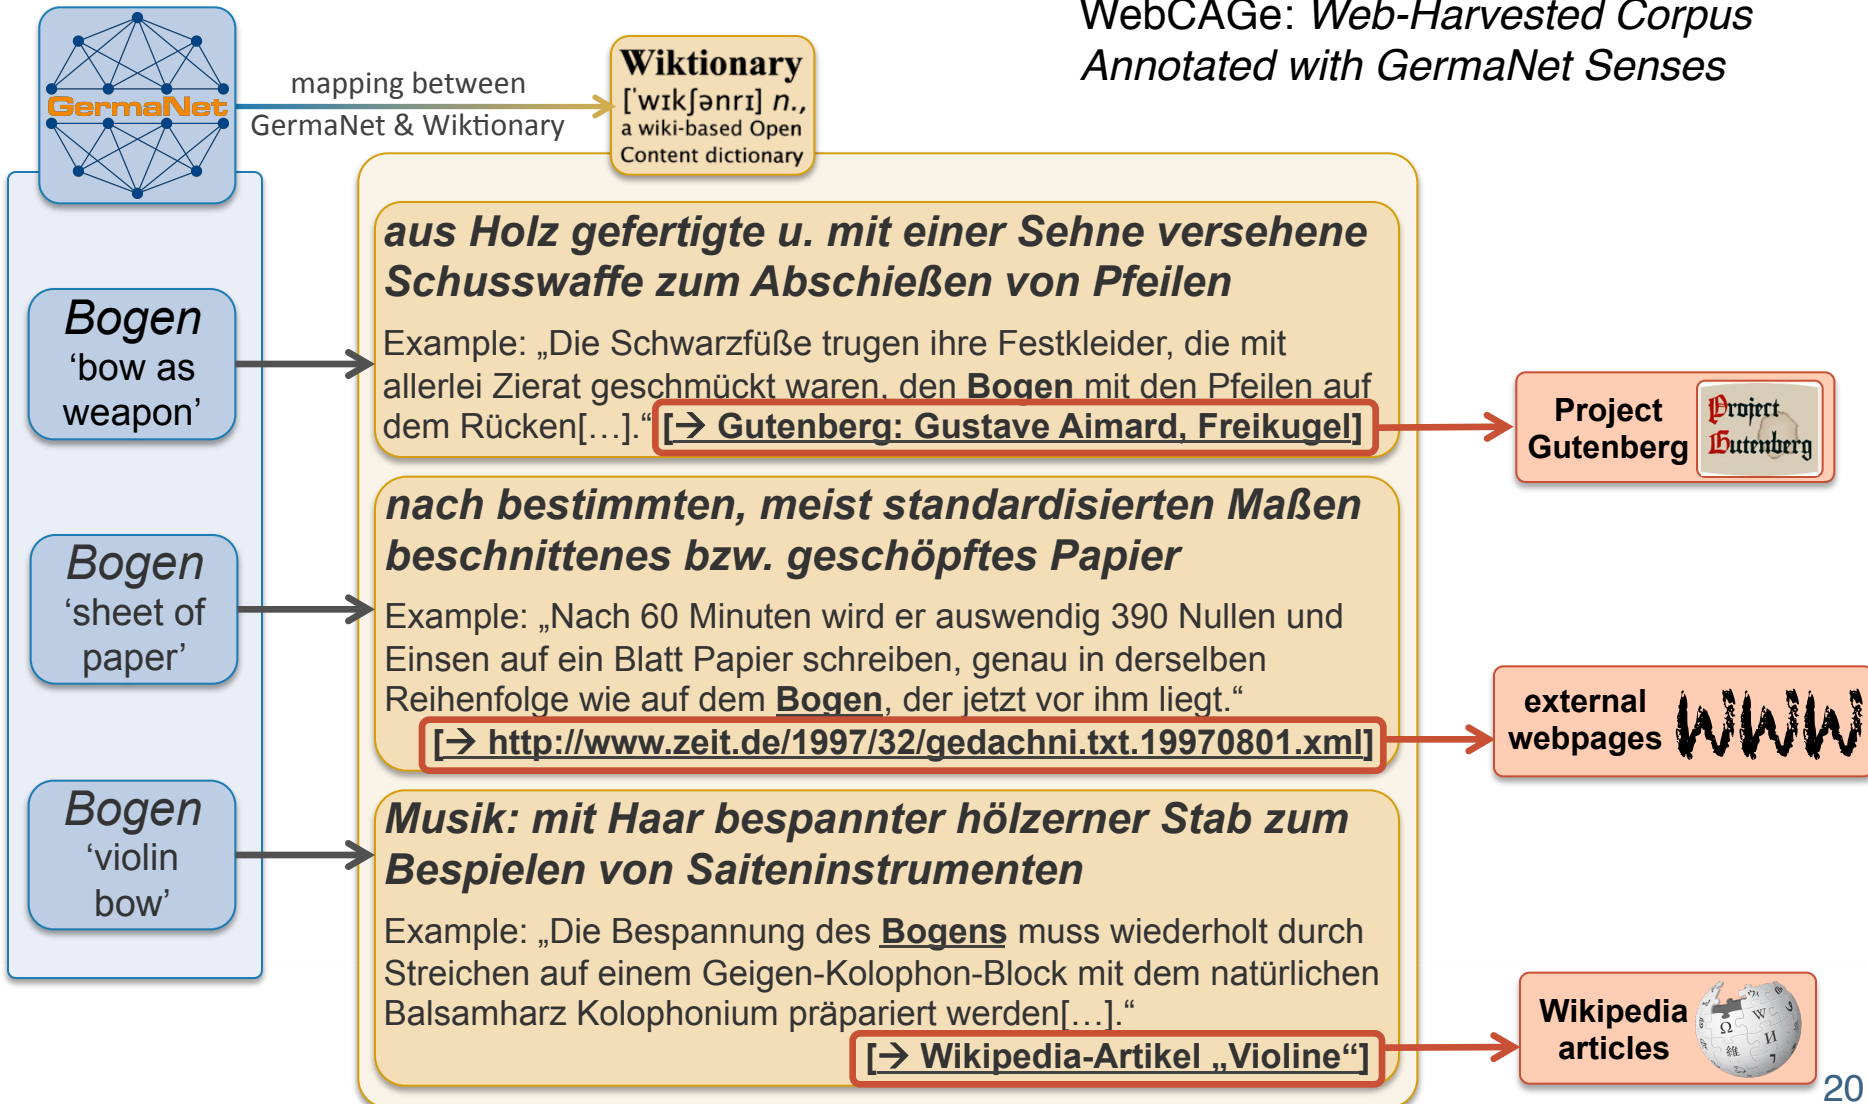 WebCAGe: Web-Harvested Corpus
Annotated with GermaNet Senses
GermaNet
mapping between
GermaNet & Wiktionary
Wiktionary
['wɪkʃənrɪ] n.,
a wiki-based Open
Content dictionary
Bogen
‘bow as
weapon’
aus Holz gefertigte u. mit einer Sehne versehene
Schusswaffe zum Abschießen von Pfeilen
Example: „Die Schwarzfüße trugen ihre Festkleider, die mit
allerlei Zierat geschmückt waren, den Bogen mit den Pfeilen auf
dem Rücken[…].“ [→ Gutenberg: Gustave Aimard, Freikugel]
Project
Gutenberg
Project
Gutenberg
Bogen
‘sheet of
paper’
nach bestimmten, meist standardisierten Maßen
beschnittenes bzw. geschöpftes Papier
Example: „Nach 60 Minuten wird er auswendig 390 Nullen und
Einsen auf ein Blatt Papier schreiben, genau in derselben
Reihenfolge wie auf dem Bogen, der jetzt vor ihm liegt.“
[→ http://www.zeit.de/1997/32/gedachni.txt.19970801.xml]
external
webpages
WWW
Bogen
‘violin
bow’
Musik: mit Haar bespannter hölzerner Stab zum
Bespielen von Saiteninstrumenten
Example: „Die Bespannung des Bogens muss wiederholt durch
Streichen auf einem Geigen-Kolophon-Block mit dem natürlichen
Balsamharz Kolophonium präpariert werden[…].“
[→ Wikipedia-Artikel „Violine“]
Wikipedia
articles
Ω W
維 И
20